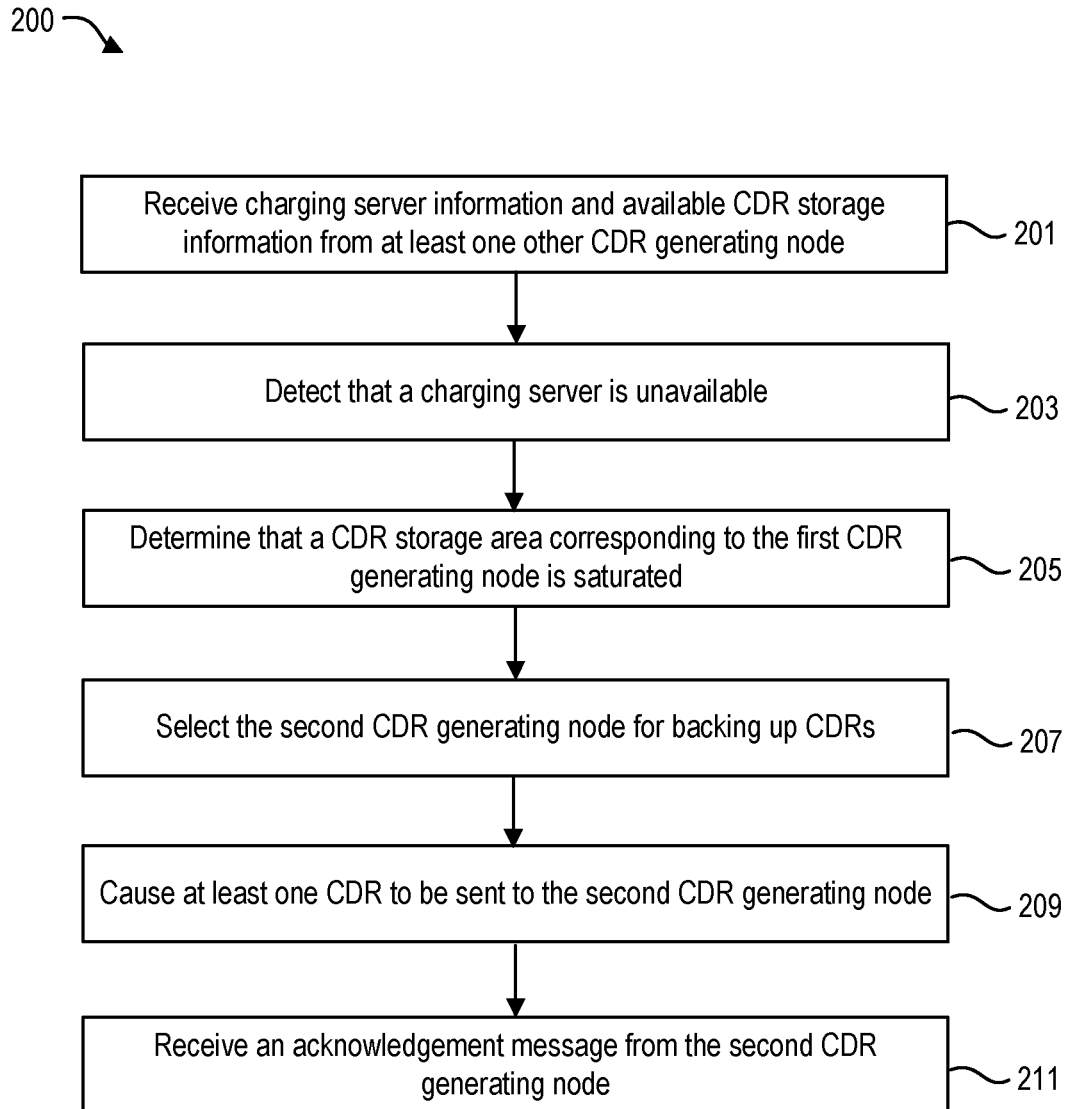 200
Receive charging server information and available CDR storage
information from at least one other CDR generating node
201
Detect that a charging server is unavailable
203
Determine that a CDR storage area corresponding to the first CDR
generating node is saturated
205
Select the second CDR generating node for backing up CDRs
207
Cause at least one CDR to be sent to the second CDR generating node
209
Receive an acknowledgement message from the second CDR
generating node
211